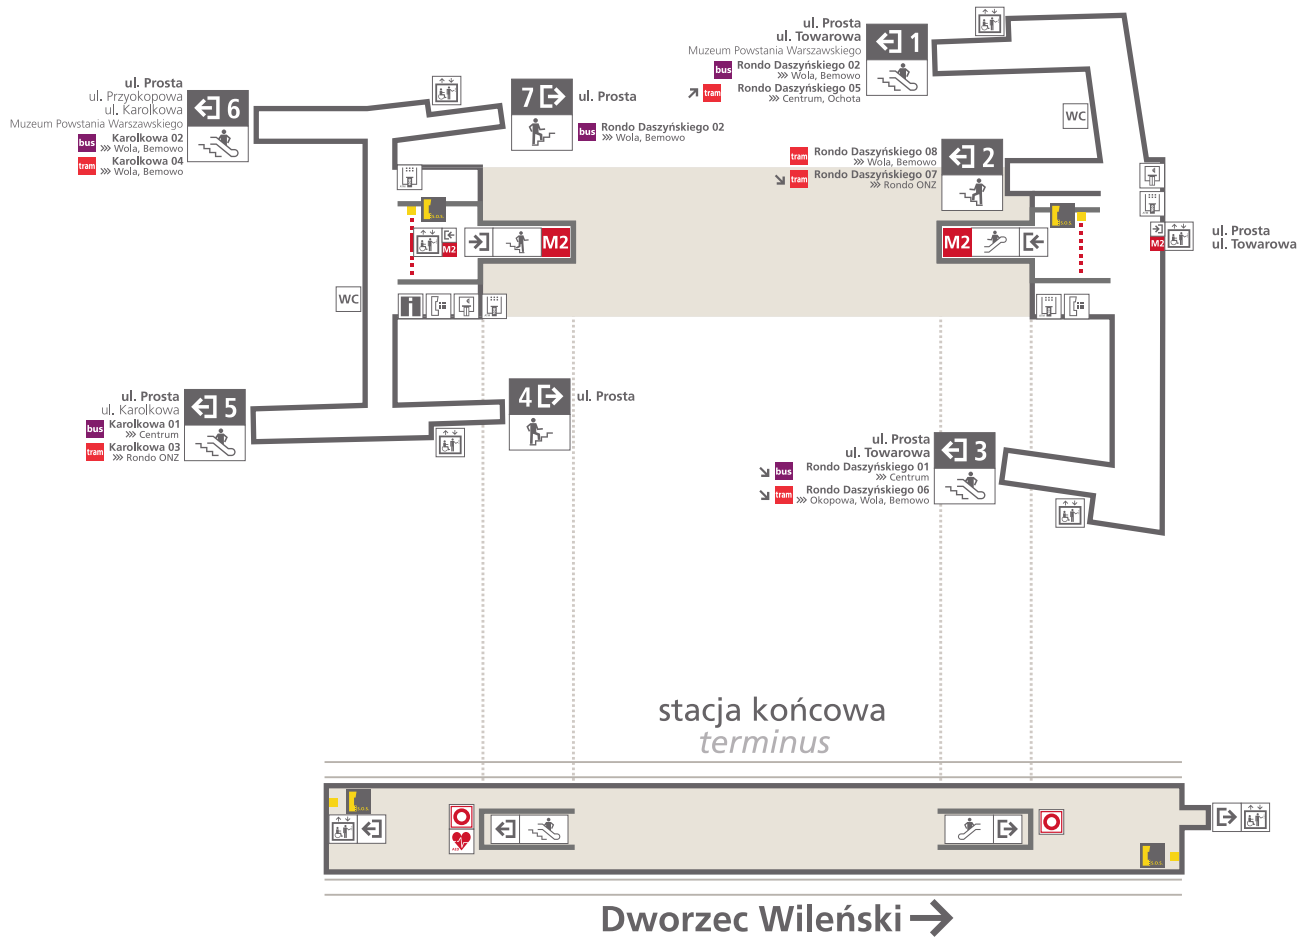 ul. Prosta
ul. Towarowa
Muzeum Powstania Warszawskiego
1
bus Rondo Daszyńskiego 02
>>> Wola, Bemowo
tram Rondo Daszyńskiego 05
>>> Centrum, Ochota
ul. Prosta
ul. Przyokopowa
ul. Karolkowa
Muzeum Powstania Warszawskiego
6
bus Karolkowa 02
>>> Wola, Bemowo
tram Karolkowa 04
>>> Wola, Bemowo
7
ul. Prosta
bus Rondo Daszyńskiego 02
>>> Wola, Bemowo
WC
tram Rondo Daszyńskiego 08
>>> Wola, Bemowo
tram Rondo Daszyńskiego 07
>>> Rondo ONZ
2
s.o.s.
s.o.s.
M2
M2
M2
M2
ul. Prosta
ul. Towarowa
WC
i
ul. Prosta
ul. Karolkowa
5
bus Karolkowa 01
>>> Centrum
tram Karolkowa 03
>>> Rondo ONZ
4
ul. Prosta
ul. Prosta
ul. Towarowa
3
bus Rondo Daszyńskiego 01
>>> Centrum
tram Rondo Daszyńskiego 06
>>> Okopowa, Wola, Bemowo
stacja końcowa
terminus
s.o.s.
AED
s.o.s.
Dworzec Wileński